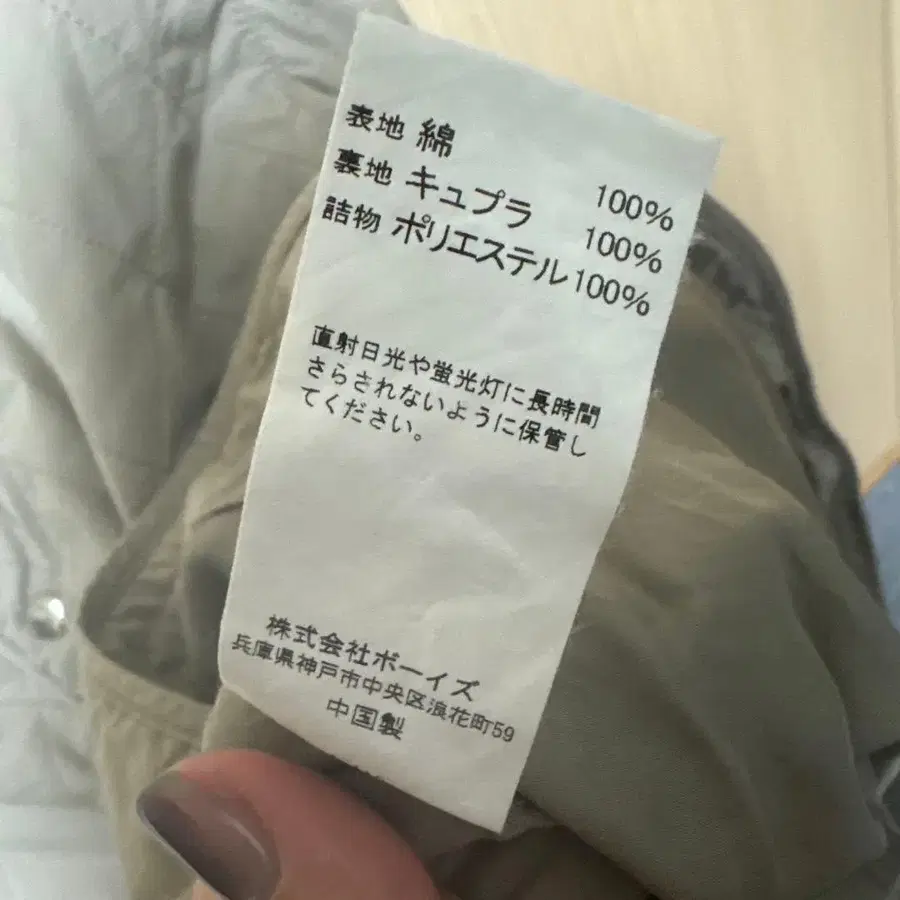 表地 綿 100%
裏地 キュプラ 100%
詰物 ポリエステル 100%
直射日光や蛍光灯に長時間
さらされないように保管し
てください。
株式会社ボーイズ
兵庫県神戸市中央区浪花町59
中国製